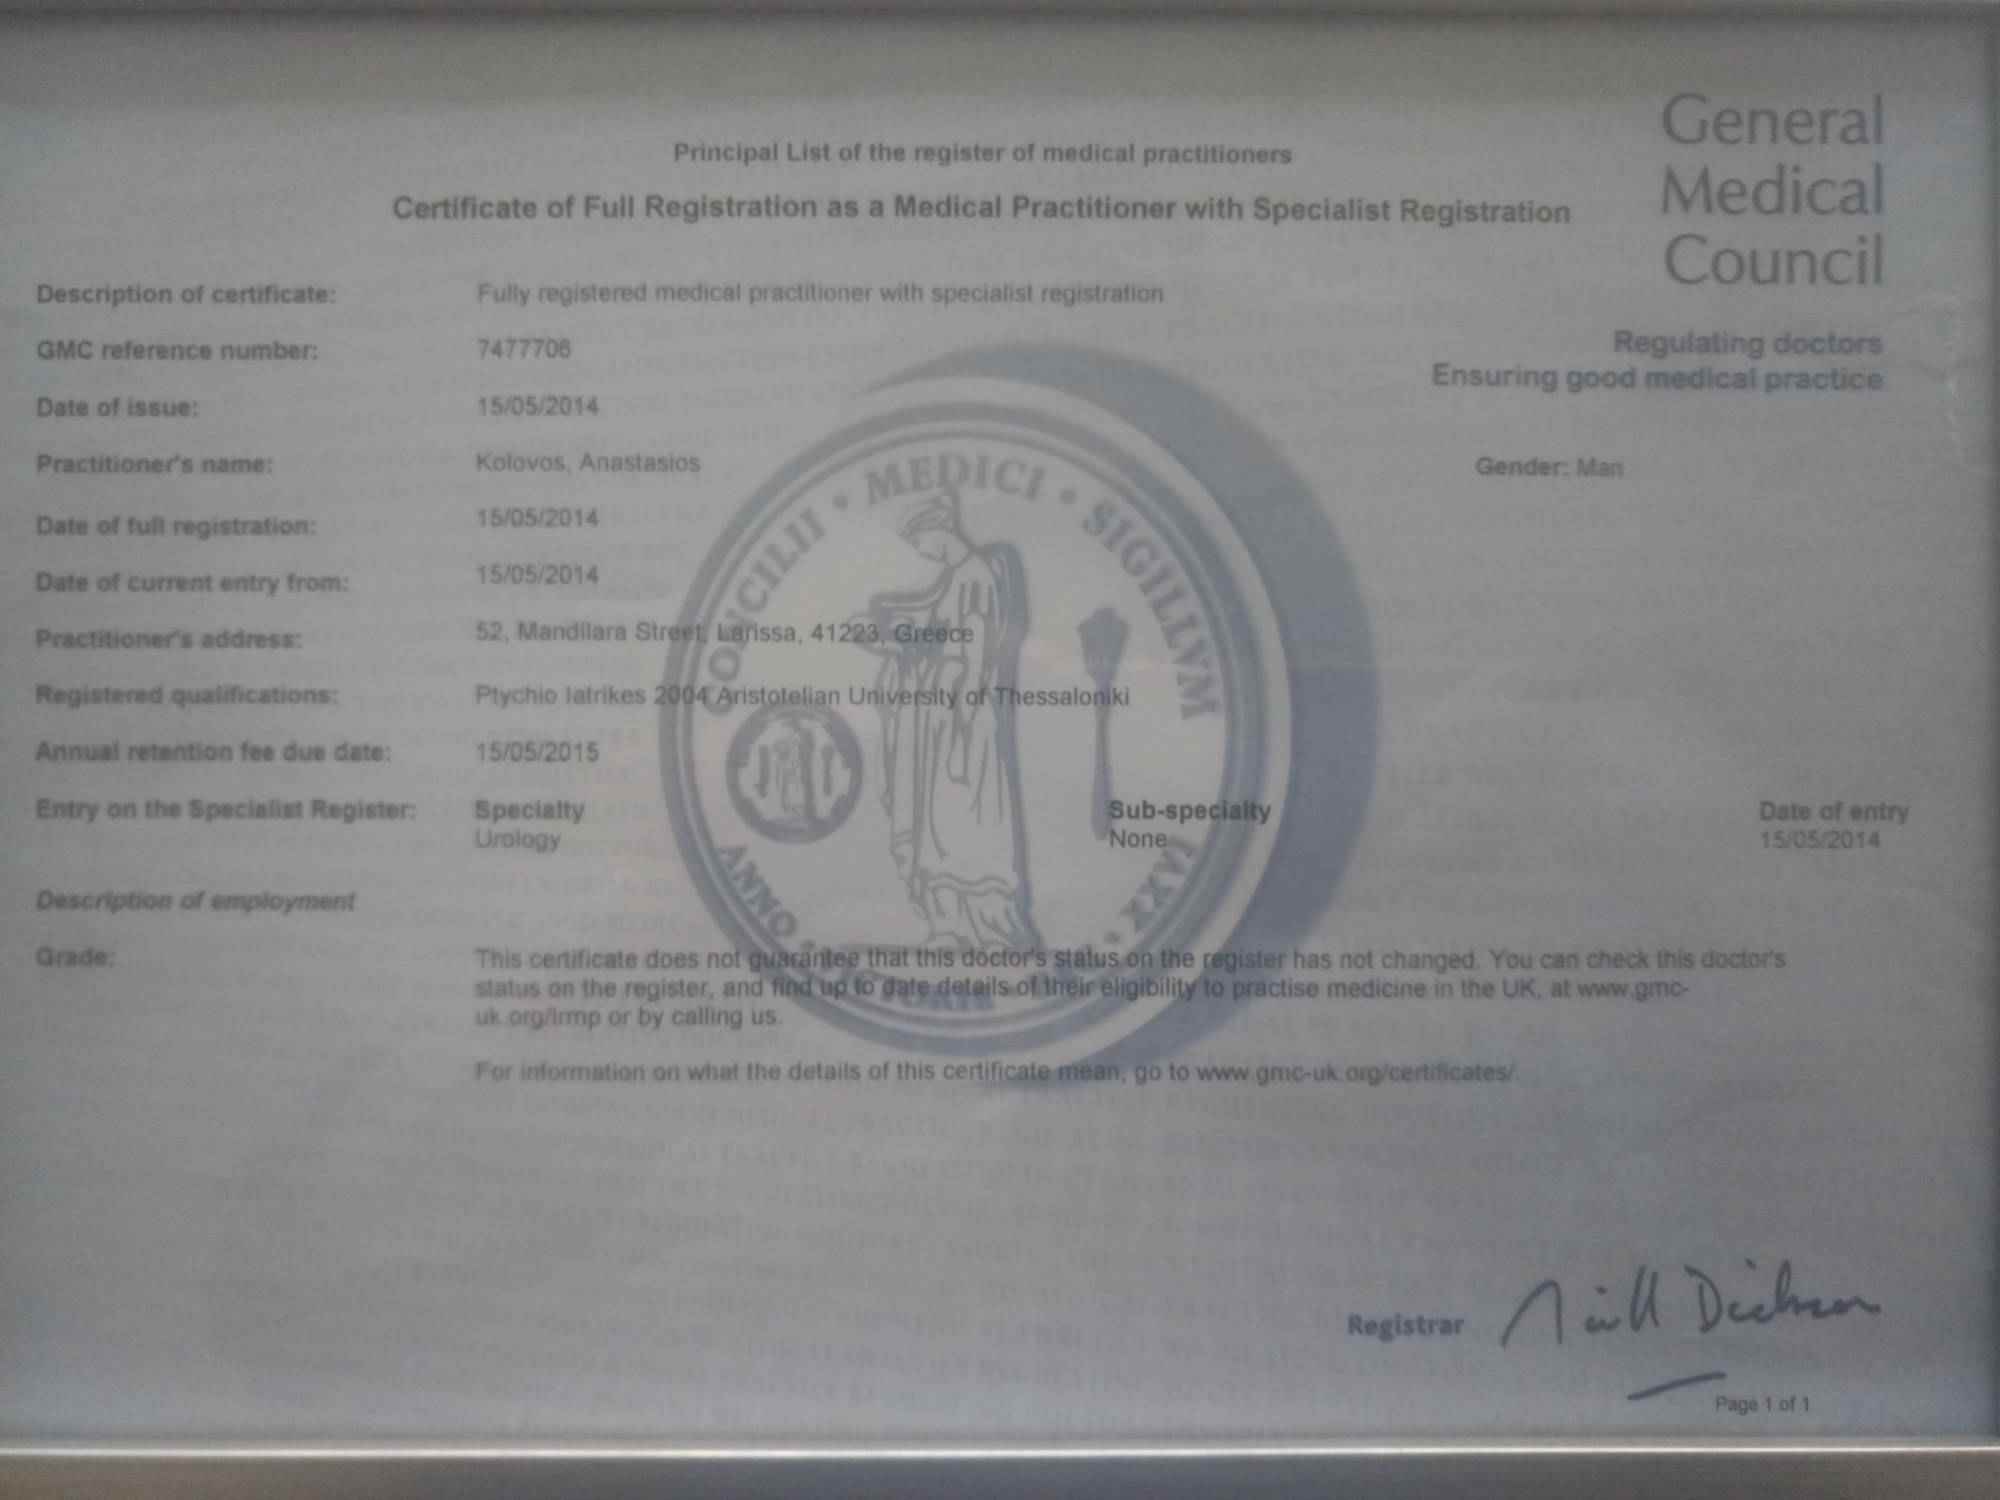 General
Medical
Council
Principal List of the register of medical practitioners
Certificate of Full Registration as a Medical Practitioner with Specialist Registration
Regulating doctors
Ensuring good medical practice
Description of certificate: Fully registered medical practitioner with specialist registration
GMC reference number: 7477706
Date of issue: 15/05/2014
Practitioner's name: Kolovos, Anastasios Gender: Man
Date of full registration: 15/05/2014
Date of current entry from: 15/05/2014
Practitioner's address: 52, Mandilara Street, Larissa, 41223, Greece
Registered qualifications: Ptychio Iatrikes 2004 Aristotelian University of Thessaloniki
Annual retention fee due date: 15/05/2015
Entry on the Specialist Register: Specialty Sub-specialty Date of entry
Urology None 15/05/2014
Description of employment
Grade: This certificate does not guarantee that this doctor's status on the register has not changed. You can check this doctor's
status on the register, and find up to date details of their eligibility to practise medicine in the UK, at www.gmc-
uk.org/lrmp or by calling us.
For information on what the details of this certificate mean, go to www.gmc-uk.org/certificates/.
CONCILII • MEDICI • SIGILLVM
ANNO • VICTORIAE • XXVI
Registrar Niall Dickson
Page 1 of 1